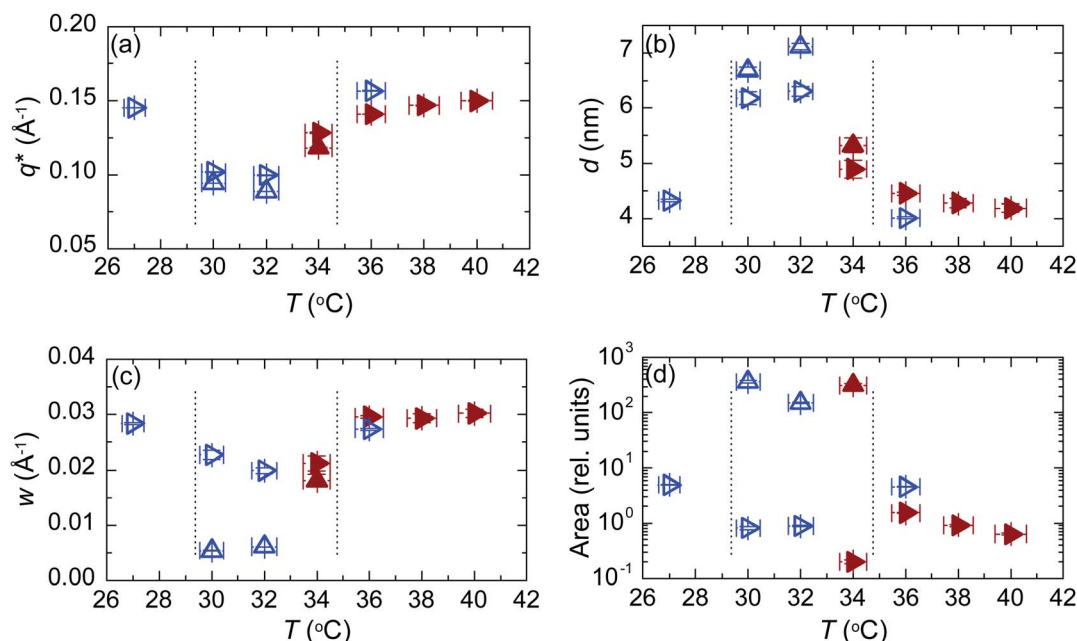 (a)
0.20
0.15
0.10
0.05
q* (Å⁻¹)
26 28 30 32 34 36 38 40 42
T (°C)
(b)
7
6
5
4
d (nm)
26 28 30 32 34 36 38 40 42
T (°C)
(c)
0.04
0.03
0.02
0.01
0.00
w (Å⁻¹)
26 28 30 32 34 36 38 40 42
T (°C)
(d)
10³
10²
10¹
10⁰
10⁻¹
Area (rel. units)
26 28 30 32 34 36 38 40 42
T (°C)